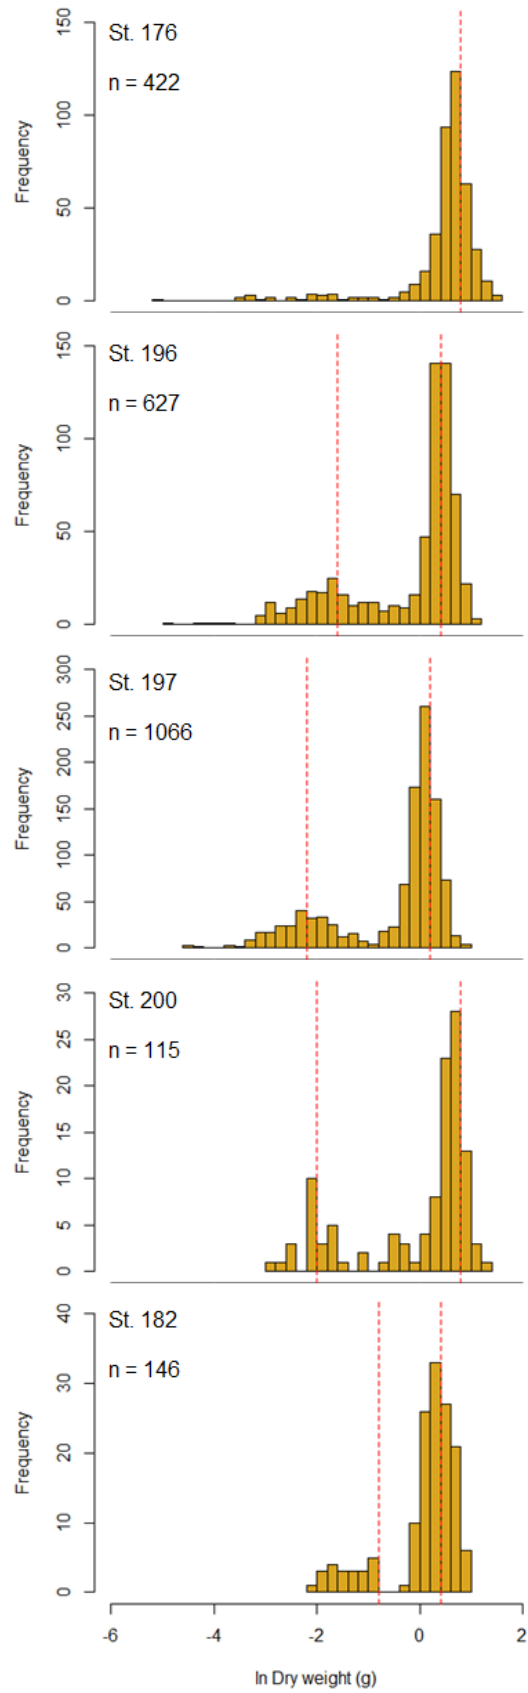 St. 176
n = 422
Frequency
150
100
50
0
St. 196
n = 627
Frequency
150
100
50
0
St. 197
n = 1066
Frequency
300
250
200
150
100
50
0
St. 200
n = 115
Frequency
30
25
20
15
10
5
0
St. 182
n = 146
Frequency
40
30
20
10
0
-6 -4 -2 0 2
ln Dry weight (g)